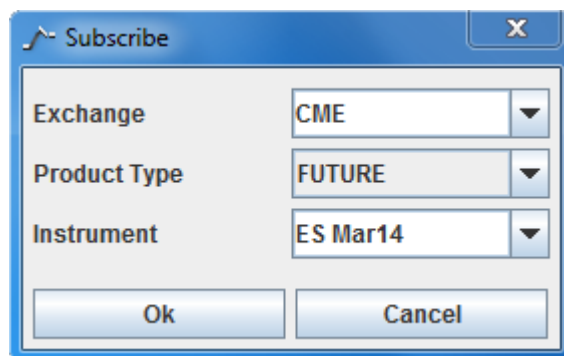 Subscribe
Exchange CME
Product Type FUTURE
Instrument ES Mar14
Ok Cancel